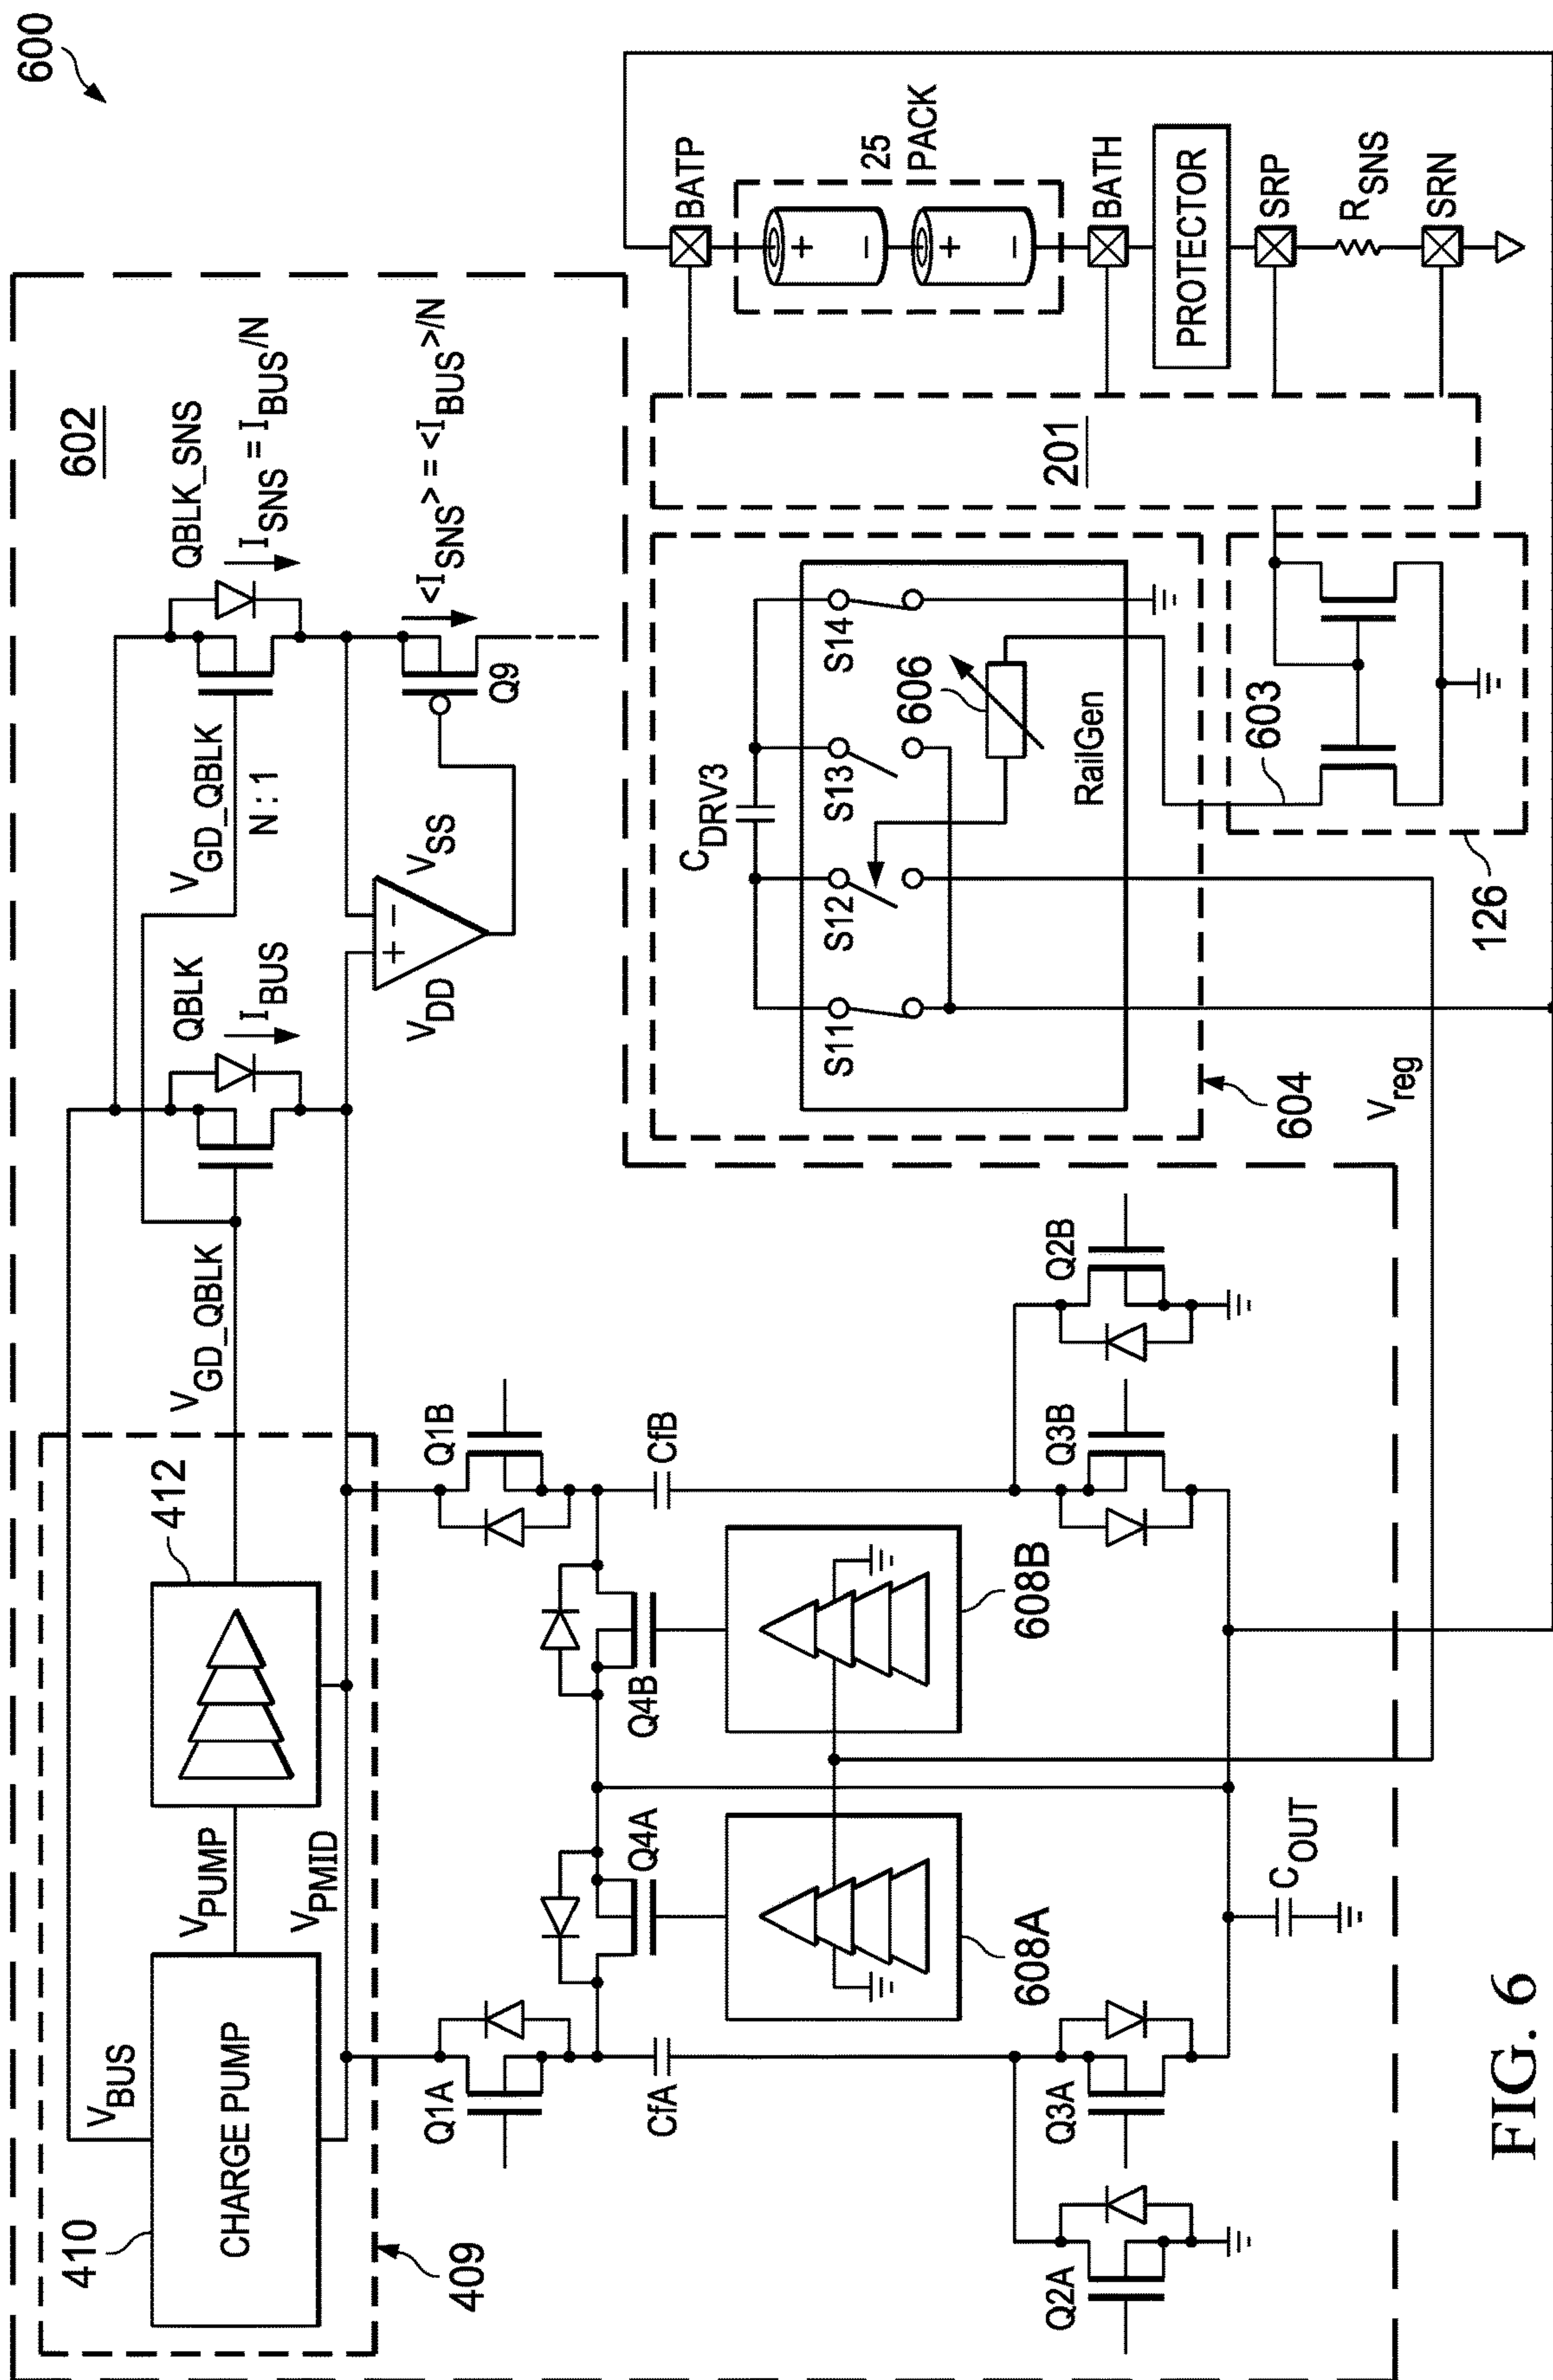 600
602
409
410
CHARGE PUMP
VBUS
VPUMP
VPMID
412
VGD_QBLK
QBLK
IBUS
VGD_QBLK
N : 1
QBLK_SNS
ISNS = IBUS/N
<ISNS> = <IBUS>/N
Q9
+
−
VDD
VSS
Q1A
CfA
Q4A
Q4B
Q1B
CfB
608A
608B
Q2A
Q3A
COUT
Q3B
Q2B
604
CDRV3
S11
S12
S13
S14
606
RailGen
Vreg
603
126
201
BATP
25
PACK
+
−
+
−
BATH
PROTECTOR
SRP
RSNS
SRN
FIG. 6